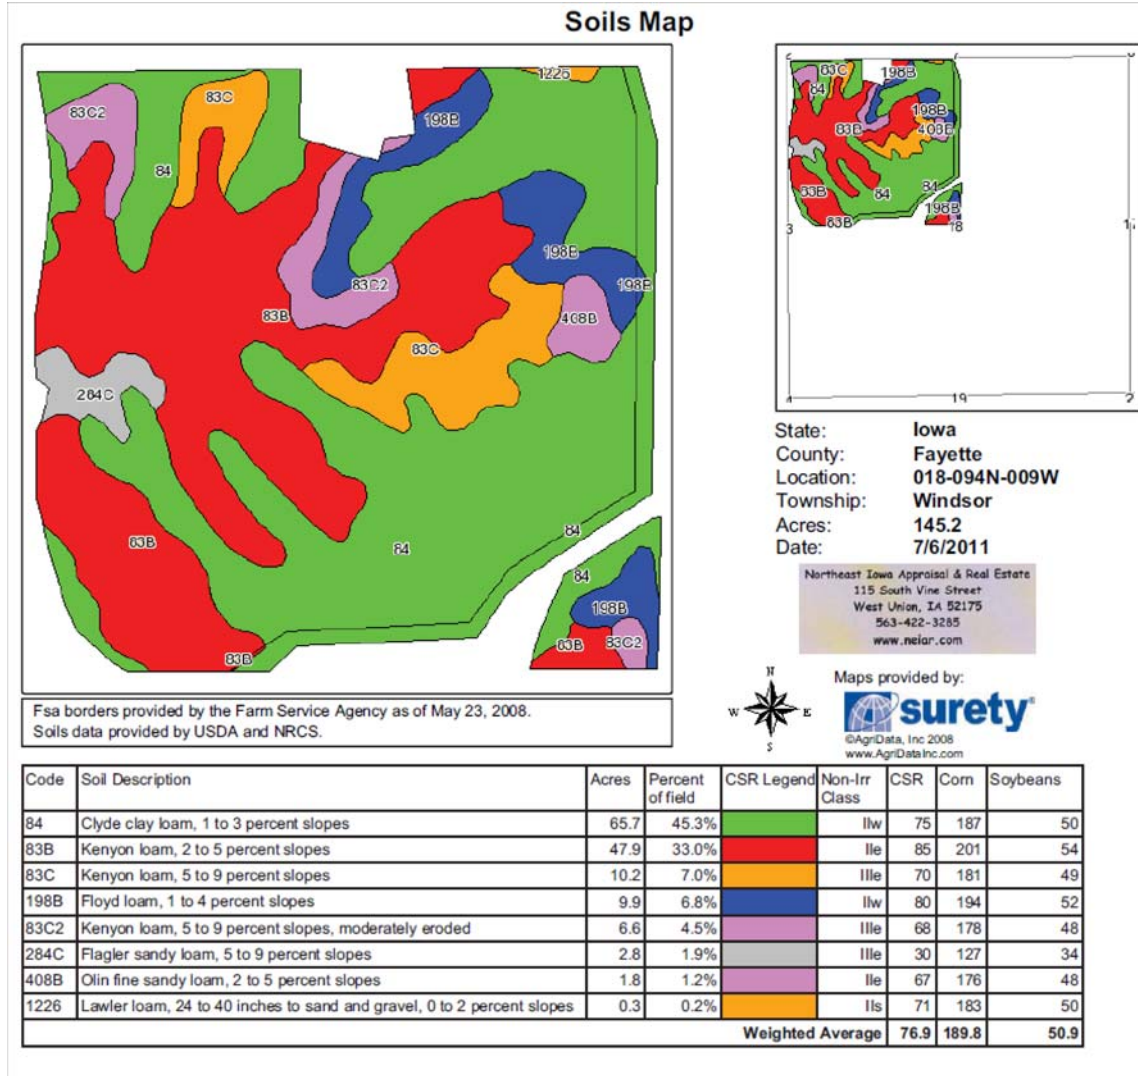 Soils Map
83C2
83C
84
1226
198B
83C2
83B
198B
198B
408B
83C
284C
83B
84
84
84
198B
83B
83C2
83B
83C
198B
84
198B
83B
408B
83B
84
84
198B
83B
3
18
19
2
State: Iowa
County: Fayette
Location: 018-094N-009W
Township: Windsor
Acres: 145.2
Date: 7/6/2011
Northeast Iowa Appraisal & Real Estate
115 South Vine Street
West Union, IA 52175
563-422-3285
www.neiar.com
N
W E
S
Maps provided by:
surety®
©AgriData, Inc 2008
www.AgriDataInc.com
Fsa borders provided by the Farm Service Agency as of May 23, 2008.
Soils data provided by USDA and NRCS.
Code Soil Description Acres Percent of field CSR Legend Non-Irr Class CSR Corn Soybeans
84 Clyde clay loam, 1 to 3 percent slopes 65.7 45.3% IIw 75 187 50
83B Kenyon loam, 2 to 5 percent slopes 47.9 33.0% IIe 85 201 54
83C Kenyon loam, 5 to 9 percent slopes 10.2 7.0% IIIe 70 181 49
198B Floyd loam, 1 to 4 percent slopes 9.9 6.8% IIw 80 194 52
83C2 Kenyon loam, 5 to 9 percent slopes, moderately eroded 6.6 4.5% IIIe 68 178 48
284C Flagler sandy loam, 5 to 9 percent slopes 2.8 1.9% IIIe 30 127 34
408B Olin fine sandy loam, 2 to 5 percent slopes 1.8 1.2% IIe 67 176 48
1226 Lawler loam, 24 to 40 inches to sand and gravel, 0 to 2 percent slopes 0.3 0.2% IIs 71 183 50
Weighted Average 76.9 189.8 50.9